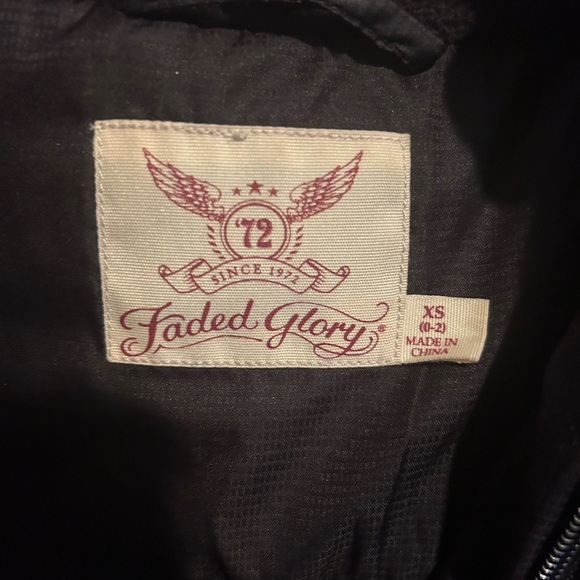 '72
SINCE 1972
Faded Glory®
XS
(0-2)
MADE IN
CHINA